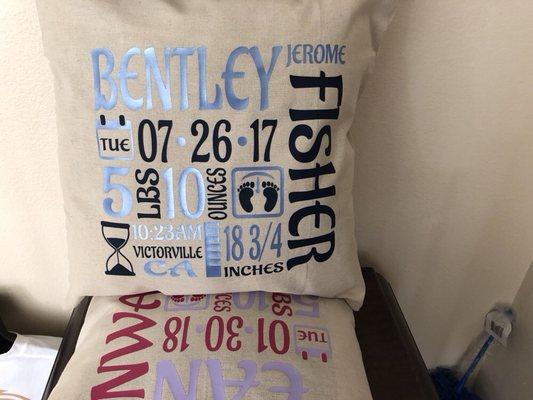 BENTLEY JEROME
FISHER
TUE 07·26·17
5 LBS 10 OUNCES
10:23AM
VICTORVILLE
CA
18 3/4
INCHES
TUE 01·30·18